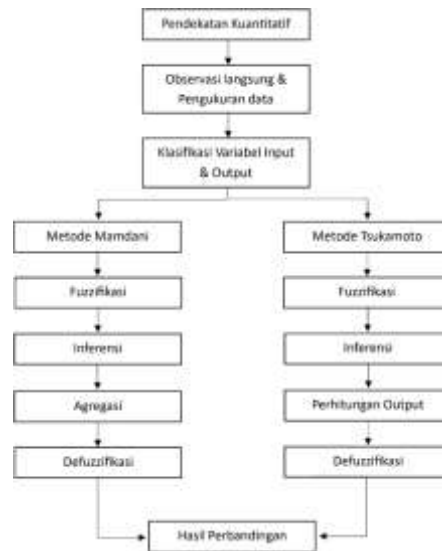 Pendekatan Kuantitatif
Observasi langsung &
Pengukuran data
Klasifikasi Variabel Input
& Output
Metode Mamdani
Fuzzifikasi
Inferensi
Agregasi
Defuzzifikasi
Metode Tsukamoto
Fuzzifikasi
Inferensi
Perhitungan Output
Defuzzifikasi
Hasil Perbandingan